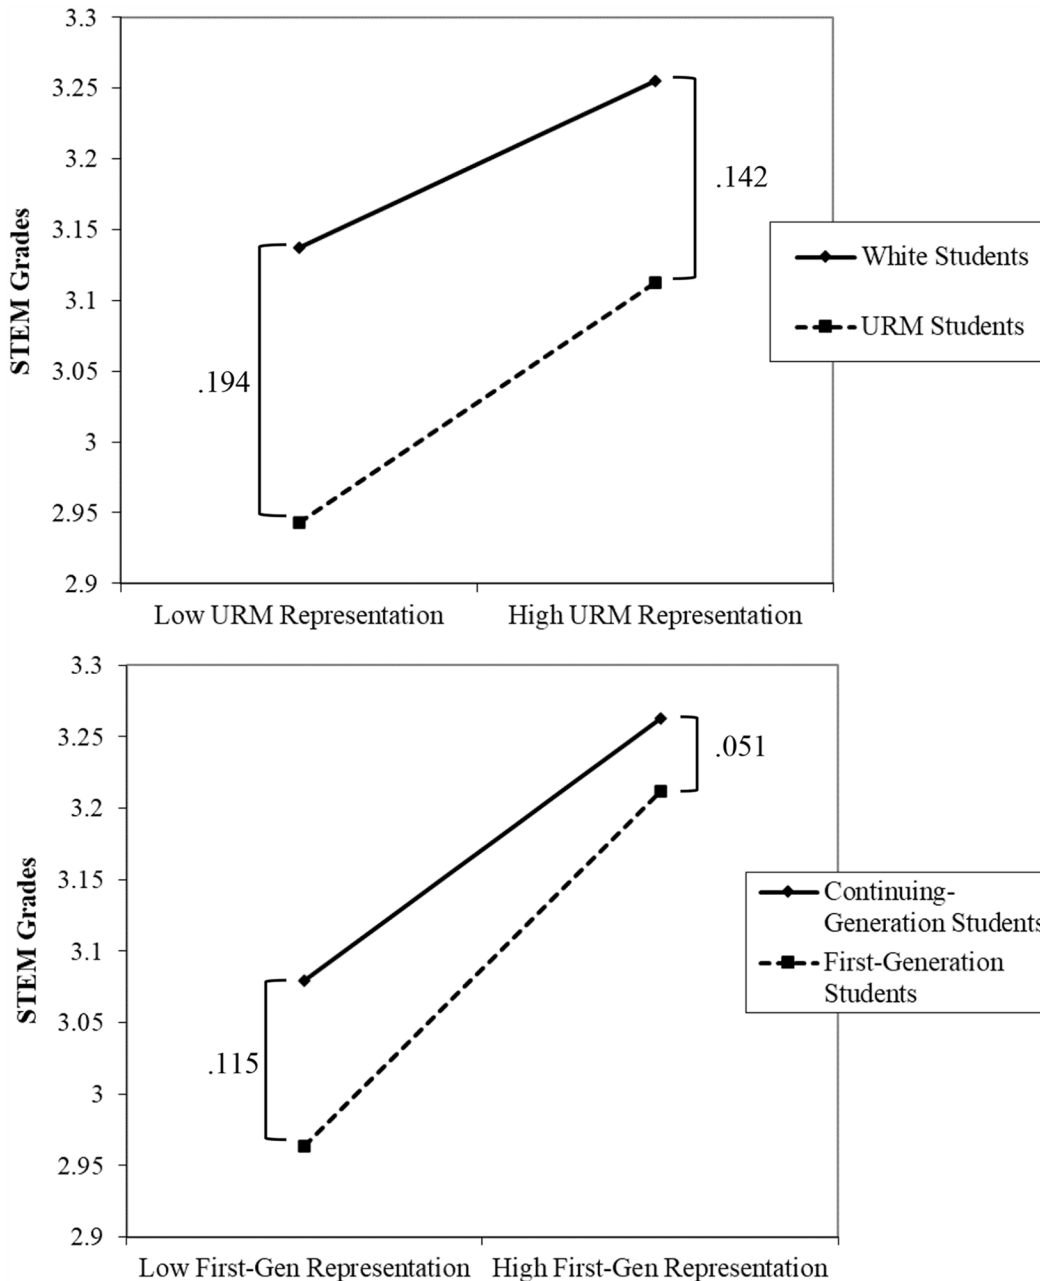 3.3
3.25
3.2
3.15
3.1
3.05
3
2.95
2.9
STEM Grades
.194
.142
White Students
URM Students
Low URM Representation
High URM Representation
3.3
3.25
3.2
3.15
3.1
3.05
3
2.95
2.9
STEM Grades
.115
.051
Continuing-
Generation Students
First-Generation
Students
Low First-Gen Representation
High First-Gen Representation